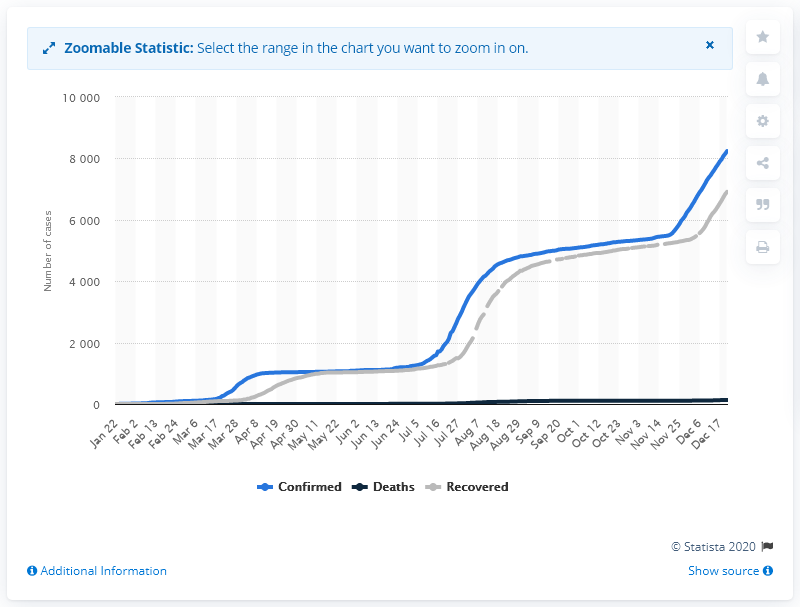 Zoomable Statistic: Select the range in the chart you want to zoom in on.
×
Number of cases
10 000
8 000
6 000
4 000
2 000
0
Jan 22
Feb 2
Feb 13
Feb 24
Mar 6
Mar 17
Mar 28
Apr 8
Apr 19
Apr 30
May 11
May 22
Jun 2
Jun 13
Jun 24
Jul 5
Jul 16
Jul 27
Aug 7
Aug 18
Aug 29
Sep 9
Sep 20
Oct 1
Oct 12
Oct 23
Nov 3
Nov 14
Nov 25
Dec 6
Dec 17
Confirmed Deaths Recovered
© Statista 2020
Additional Information Show source